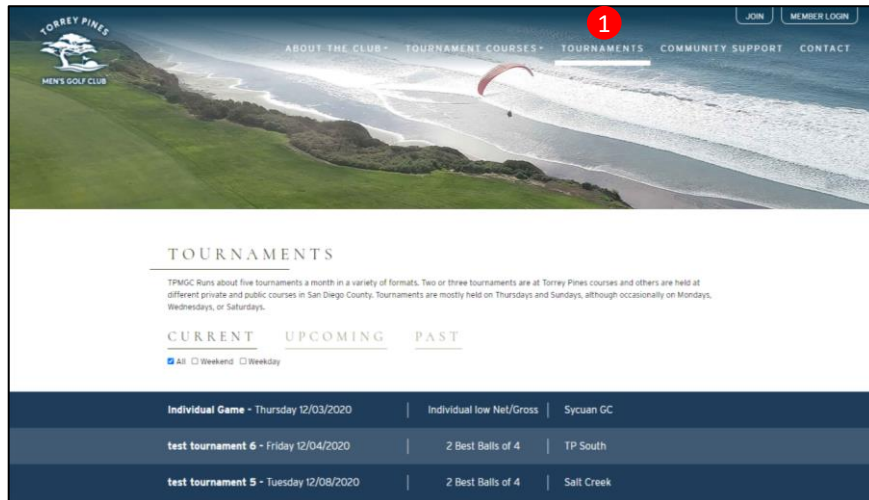 TORREY PINES
MEN'S GOLF CLUB
JOIN MEMBER LOGIN
1
ABOUT THE CLUB TOURNAMENT COURSES TOURNAMENTS COMMUNITY SUPPORT CONTACT
TOURNAMENTS
TPMGC Runs about five tournaments a month in a variety of formats. Two or three tournaments are at Torrey Pines courses and others are held at
different private and public courses in San Diego County. Tournaments are mostly held on Thursdays and Sundays, although occasionally on Mondays,
Wednesdays, or Saturdays.
CURRENT UPCOMING PAST
All Weekend Weekday
Individual Game - Thursday 12/03/2020 | Individual low Net/Gross | Sycuan GC
test tournament 6 - Friday 12/04/2020 | 2 Best Balls of 4 | TP South
test tournament 5 - Tuesday 12/08/2020 | 2 Best Balls of 4 | Salt Creek